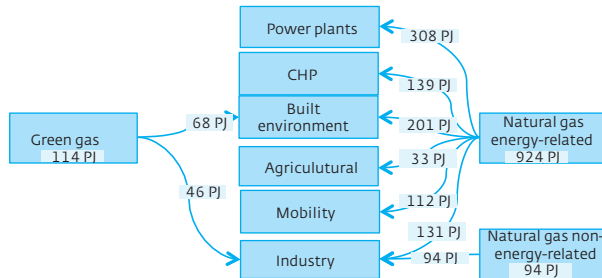 Power plants
308 PJ
CHP
139 PJ
Built
environment
68 PJ
201 PJ
Green gas
114 PJ
Natural gas
energy-related
924 PJ
33 PJ
Agriculutural
46 PJ
Mobility
112 PJ
131 PJ
Industry
94 PJ
Natural gas non-
energy-related
94 PJ